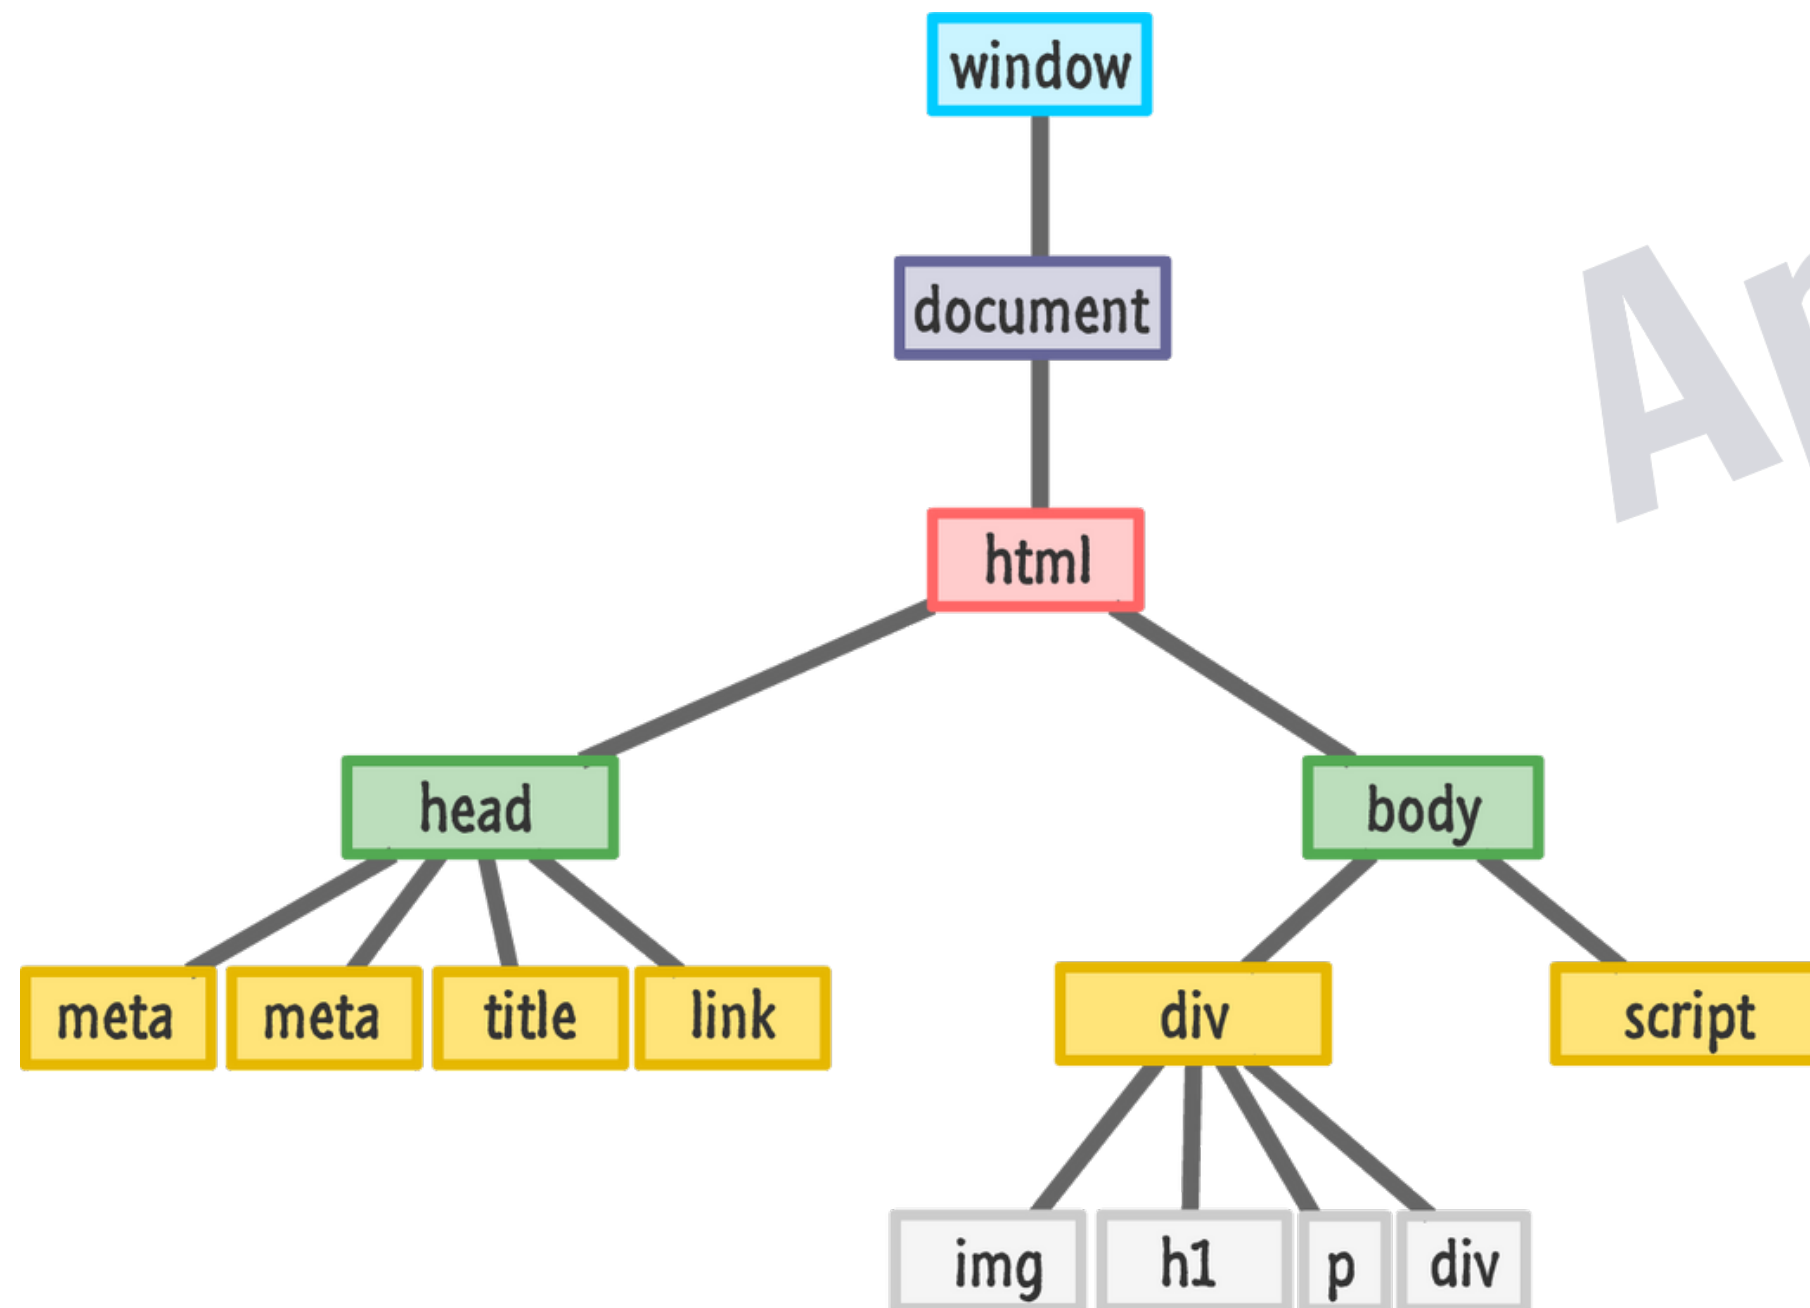 window
document
html
head body
meta meta title link div script
img h1 p div